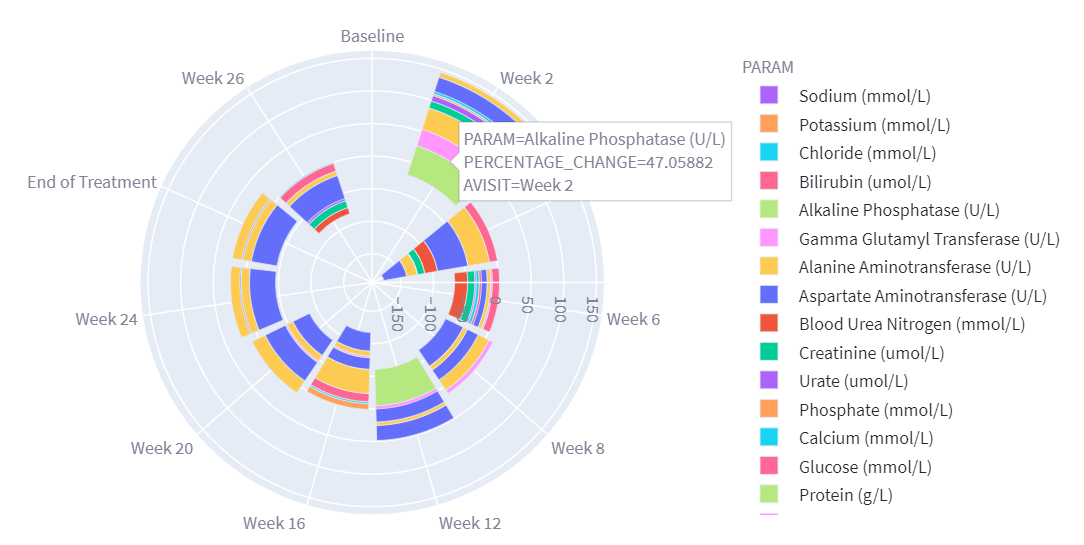 Baseline
Week 26
Week 2
PARAM
Sodium (mmol/L)
Potassium (mmol/L)
Chloride (mmol/L)
Bilirubin (umol/L)
Alkaline Phosphatase (U/L)
Gamma Glutamyl Transferase (U/L)
Alanine Aminotransferase (U/L)
Aspartate Aminotransferase (U/L)
Blood Urea Nitrogen (mmol/L)
Creatinine (umol/L)
Urate (umol/L)
Phosphate (mmol/L)
Calcium (mmol/L)
Glucose (mmol/L)
Protein (g/L)
PARAM=Alkaline Phosphatase (U/L)
PERCENTAGE_CHANGE=47.05882
AVISIT=Week 2
End of Treatment
−150
−100
0
50
100
150
Week 6
Week 24
Week 20
Week 8
Week 16
Week 12